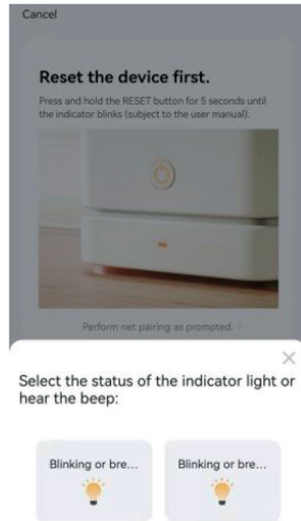 Cancel
Reset the device first.
Press and hold the RESET button for 5 seconds until
the indicator blinks (subject to the user manual).
Perform net pairing as prompted.
Select the status of the indicator light or
hear the beep:
Blinking or bre... Blinking or bre...